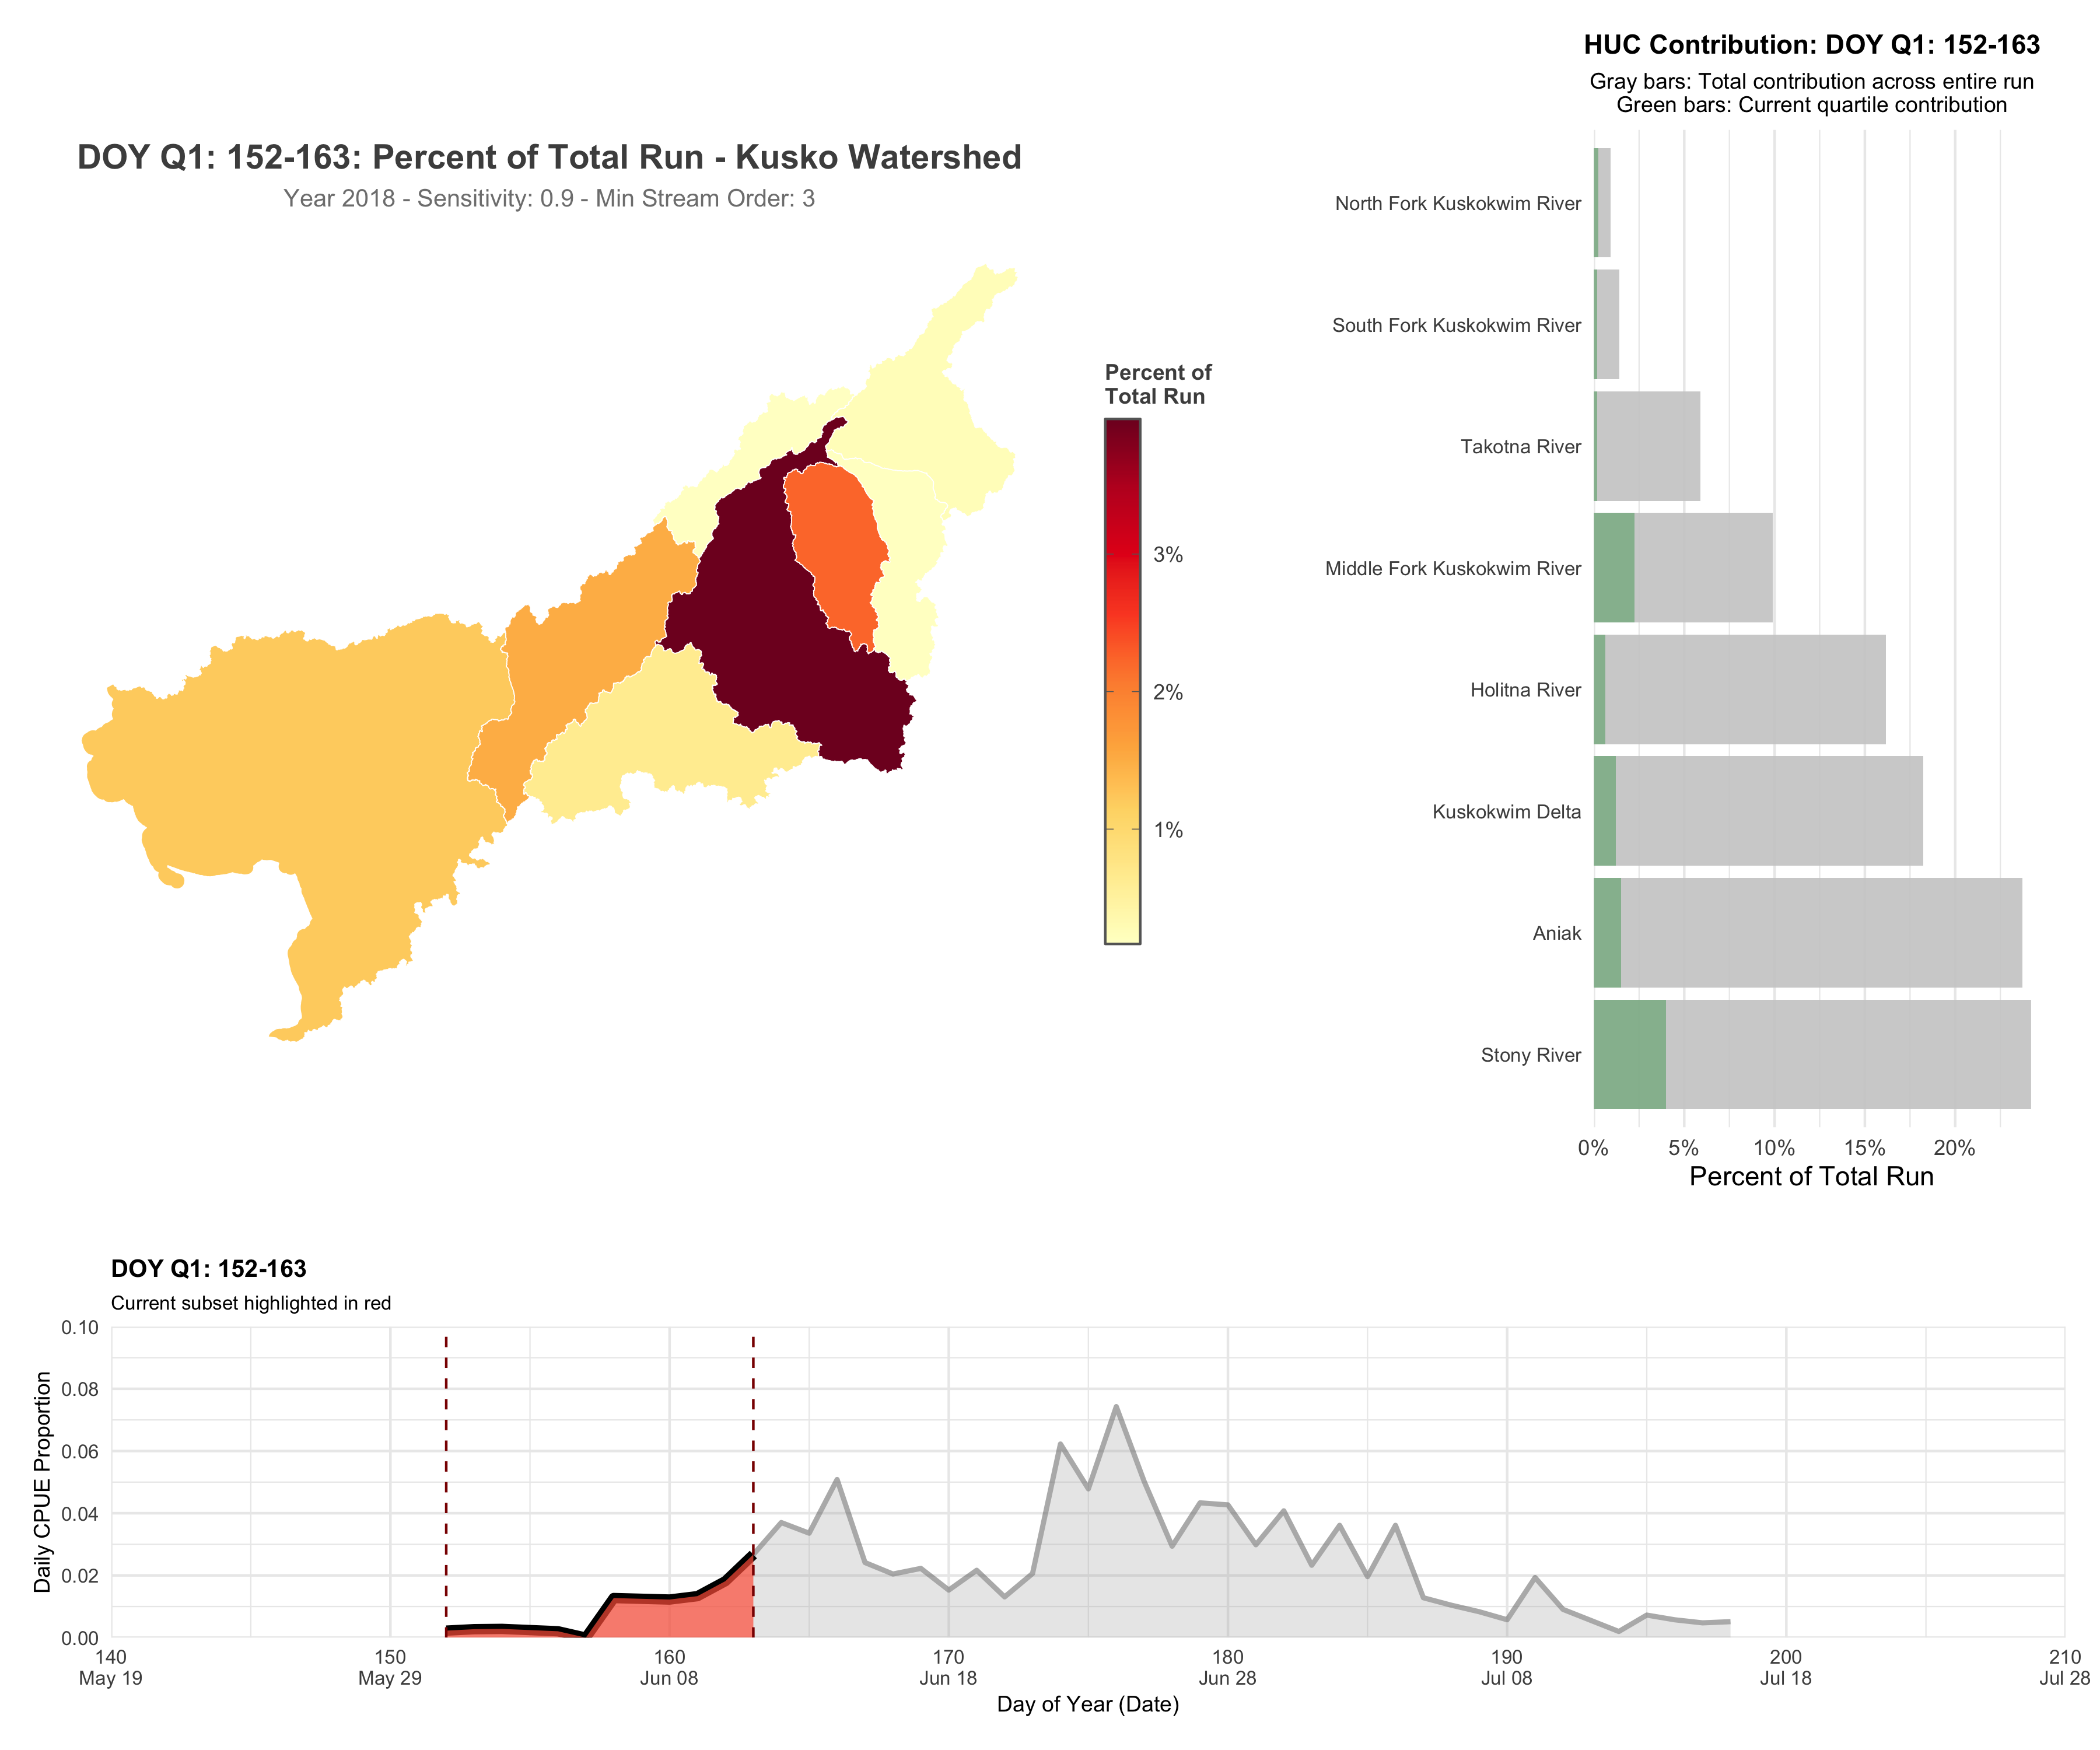 DOY Q1: 152-163: Percent of Total Run - Kusko Watershed
Year 2018 - Sensitivity: 0.9 - Min Stream Order: 3
Percent of
Total Run
3%
2%
1%
HUC Contribution: DOY Q1: 152-163
Gray bars: Total contribution across entire run
Green bars: Current quartile contribution
North Fork Kuskokwim River
South Fork Kuskokwim River
Takotna River
Middle Fork Kuskokwim River
Holitna River
Kuskokwim Delta
Aniak
Stony River
0% 5% 10% 15% 20%
Percent of Total Run
DOY Q1: 152-163
Current subset highlighted in red
Daily CPUE Proportion
0.10
0.08
0.06
0.04
0.02
0.00
140 150 160 170 180 190 200 210
May 19 May 29 Jun 08 Jun 18 Jun 28 Jul 08 Jul 18 Jul 28
Day of Year (Date)